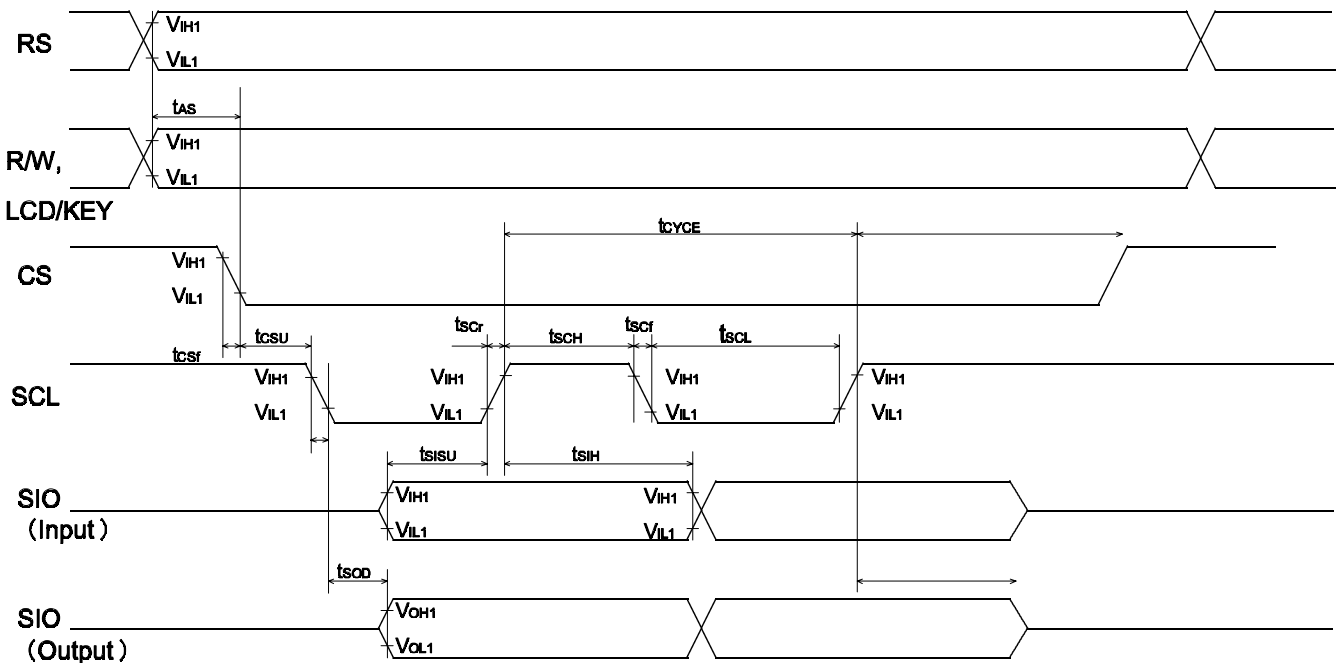 RS
VIH1
VIL1
tAS
R/W,
VIH1
VIL1
LCD/KEY
tCYCE
CS
VIH1
VIL1
tCSU
tSCr
tSCH
tSCf
tSCL
tCSf
SCL
VIH1
VIH1
VIH1
VIH1
VIL1
VIL1
VIL1
VIL1
tSISU
tSIH
SIO
(Input)
VIH1
VIH1
VIL1
VIL1
tSOD
SIO
(Output)
VOH1
VOL1